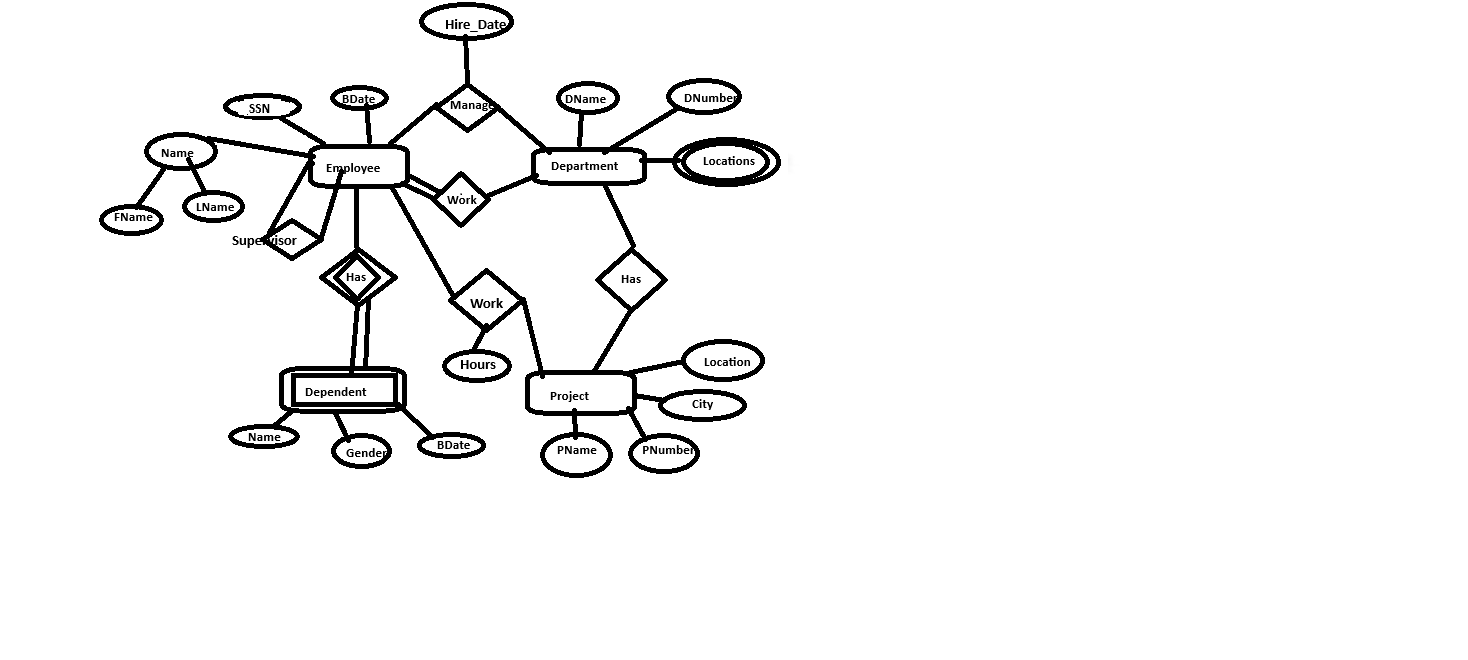 Hire_Date
SSN
BDate
Manage
DName
DNumber
Name
Employee
Department
Locations
FName
LName
Work
Supervisor
Has
Has
Work
Hours
Location
Dependent
Project
City
Name
Gender
BDate
PName
PNumber